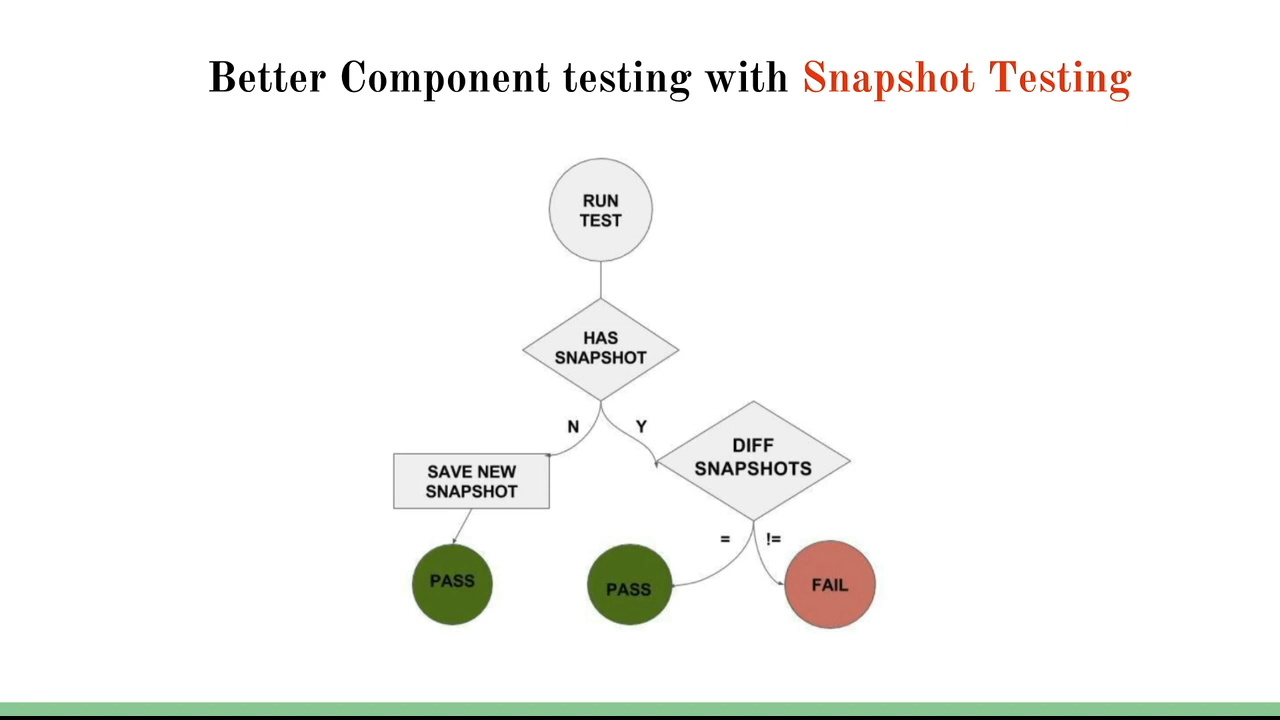 Better Component testing with Snapshot Testing
RUN
TEST
HAS
SNAPSHOT
N
Y
SAVE NEW
SNAPSHOT
DIFF
SNAPSHOTS
=
!=
PASS
PASS
FAIL